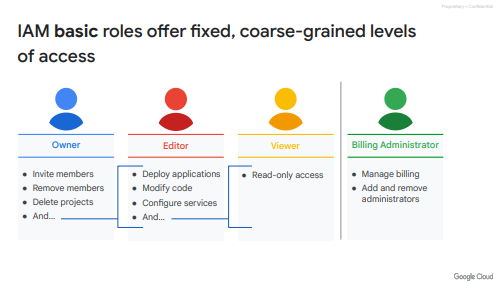 Proprietary + Confidential
IAM basic roles offer fixed, coarse-grained levels
of access
Owner
● Invite members
● Remove members
● Delete projects
● And...
Editor
● Deploy applications
● Modify code
● Configure services
● And...
Viewer
● Read-only access
Billing Administrator
● Manage billing
● Add and remove
administrators
Google Cloud